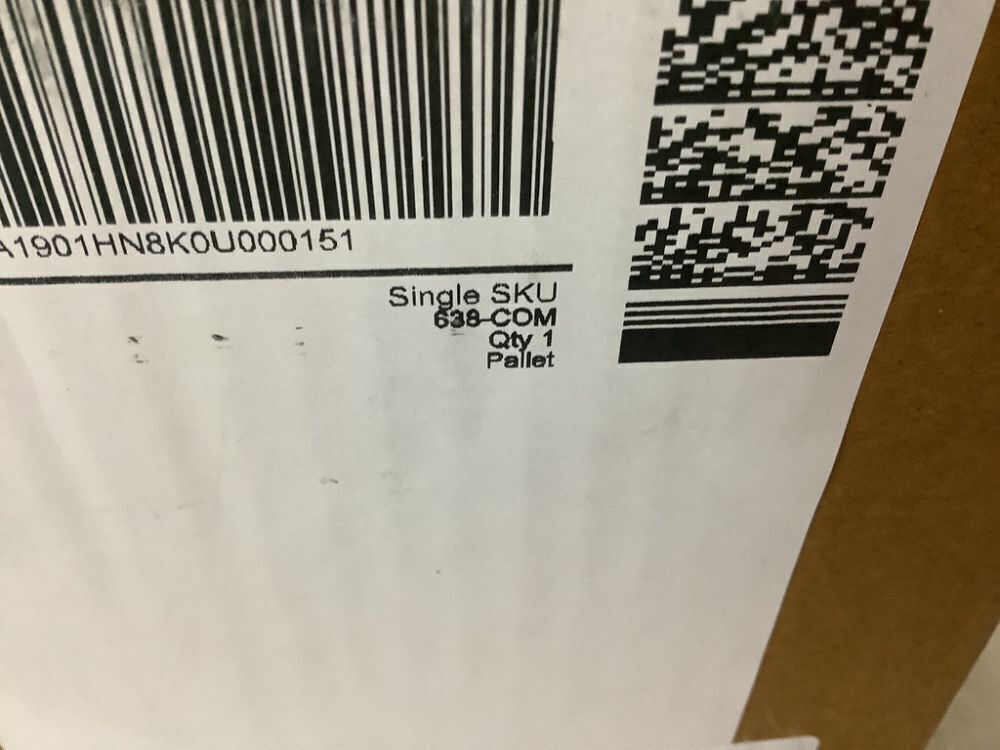 A1901HN8K0U000151
Single SKU
638-COM
Qty 1
Pallet